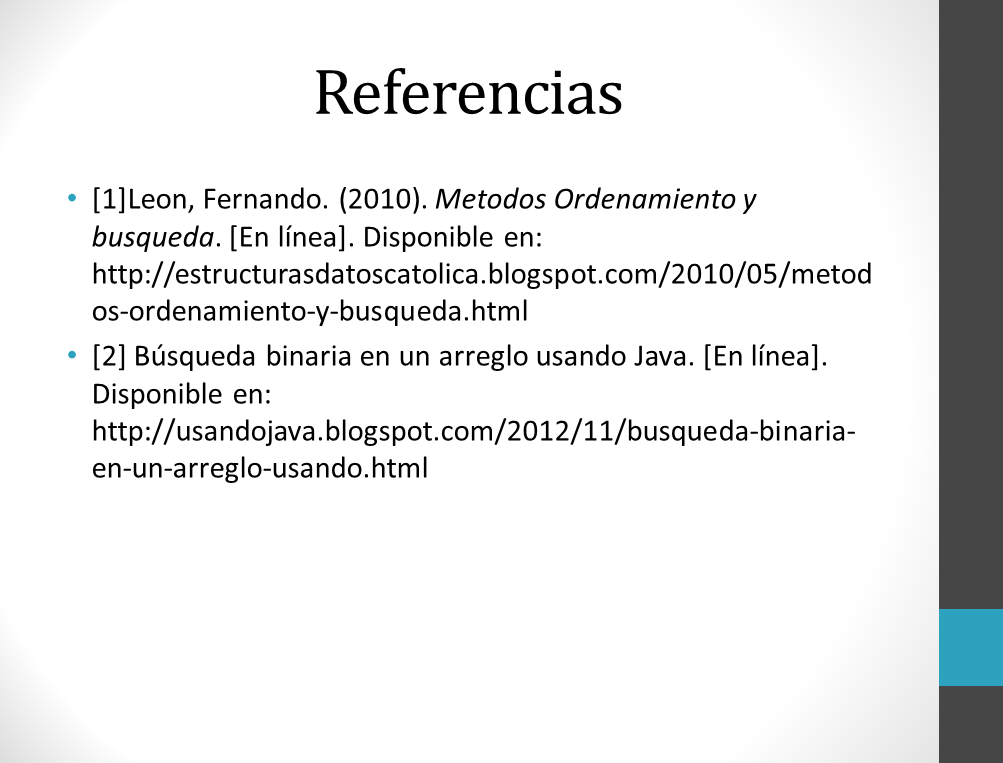 Referencias
• [1]Leon, Fernando. (2010). Metodos Ordenamiento y
busqueda. [En línea]. Disponible en:
http://estructurasdatoscatolica.blogspot.com/2010/05/metod
os-ordenamiento-y-busqueda.html
• [2] Búsqueda binaria en un arreglo usando Java. [En línea].
Disponible en:
http://usandojava.blogspot.com/2012/11/busqueda-binaria-
en-un-arreglo-usando.html